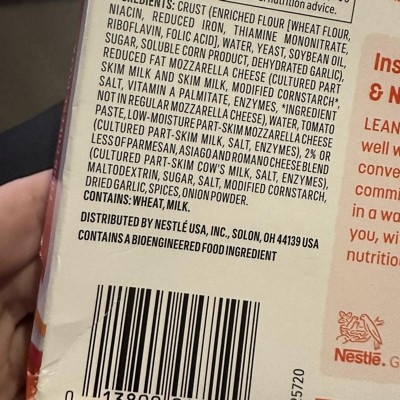 nutrition advice.
INGREDIENTS: CRUST (ENRICHED FLOUR [WHEAT FLOUR,
NIACIN, REDUCED IRON, THIAMINE MONONITRATE,
RIBOFLAVIN, FOLIC ACID], WATER, YEAST, SOYBEAN OIL,
SUGAR, SOLUBLE CORN PRODUCT, DEHYDRATED GARLIC),
REDUCED FAT MOZZARELLA CHEESE (CULTURED PART
SKIM MILK AND SKIM MILK, MODIFIED CORNSTARCH*,
SALT, VITAMIN A PALMITATE, ENZYMES, *INGREDIENT
NOT IN REGULAR MOZZARELLA CHEESE), WATER, TOMATO
PASTE, LOW-MOISTURE PART-SKIM MOZZARELLA CHEESE
(CULTURED PART-SKIM MILK, SALT, ENZYMES), 2% OR
LESS OF PARMESAN, ASIAGO AND ROMANO CHEESE BLEND
(CULTURED PART-SKIM COW'S MILK, SALT, ENZYMES),
MALTODEXTRIN, SUGAR, SALT, MODIFIED CORNSTARCH,
DRIED GARLIC, SPICES, ONION POWDER.
CONTAINS: WHEAT, MILK.
DISTRIBUTED BY NESTLÉ USA, INC., SOLON, OH 44139 USA
CONTAINS A BIOENGINEERED FOOD INGREDIENT
0 13800
25720
Ins
& N
LEAN
well w
conve
commi
in a wa
you, wi
nutritio
Nestlé. G